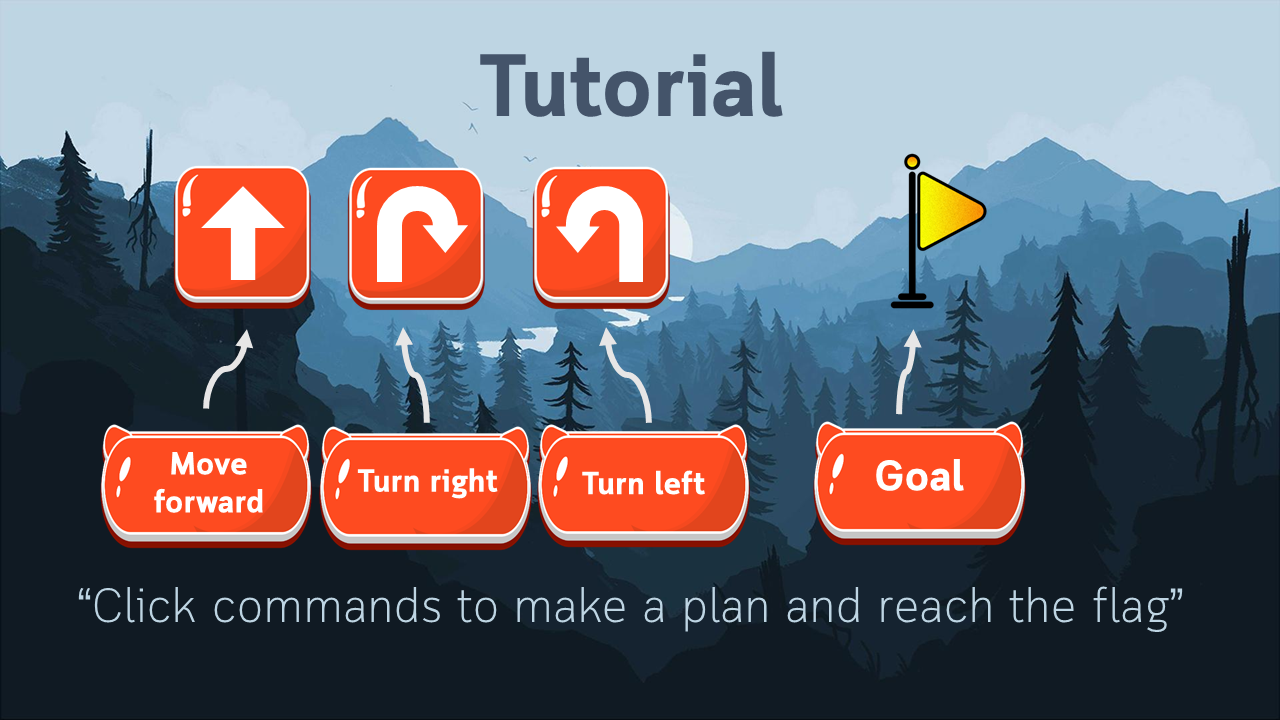 Tutorial
Move
forward
Turn right
Turn left
Goal
“Click commands to make a plan and reach the flag”